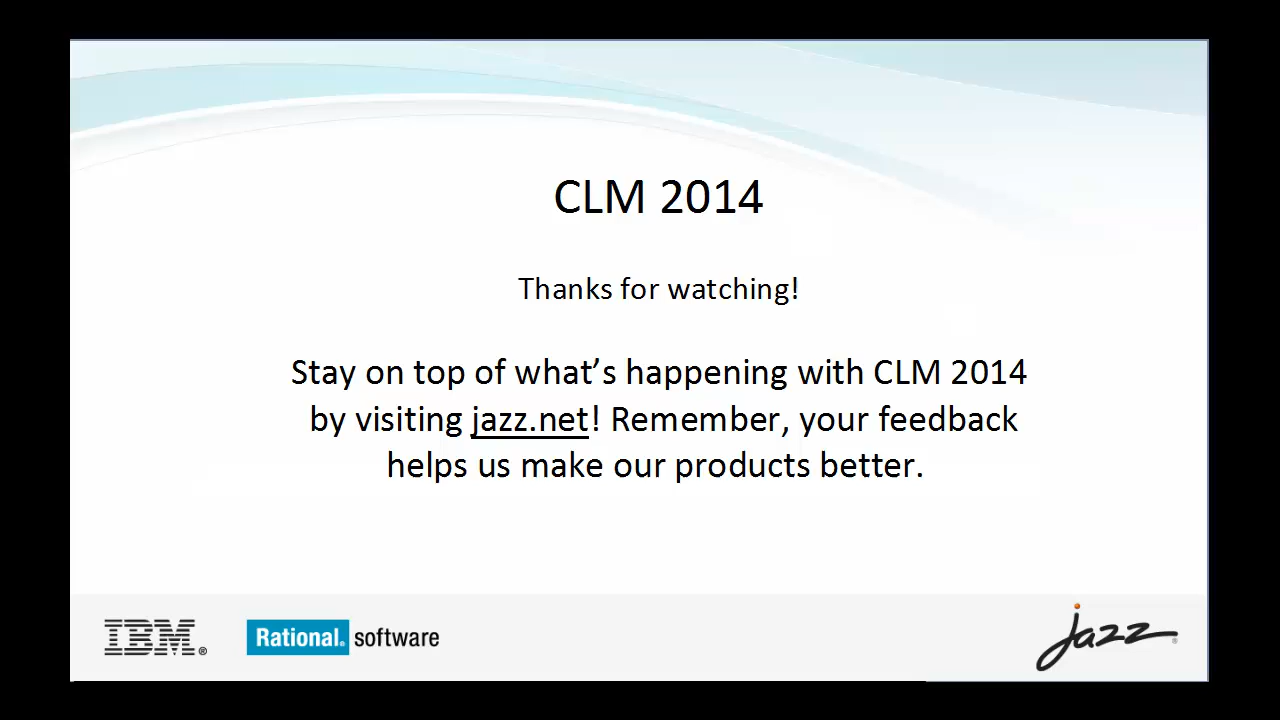 CLM 2014
Thanks for watching!
Stay on top of what’s happening with CLM 2014
by visiting jazz.net! Remember, your feedback
helps us make our products better.
IBM® Rational® software jazz®